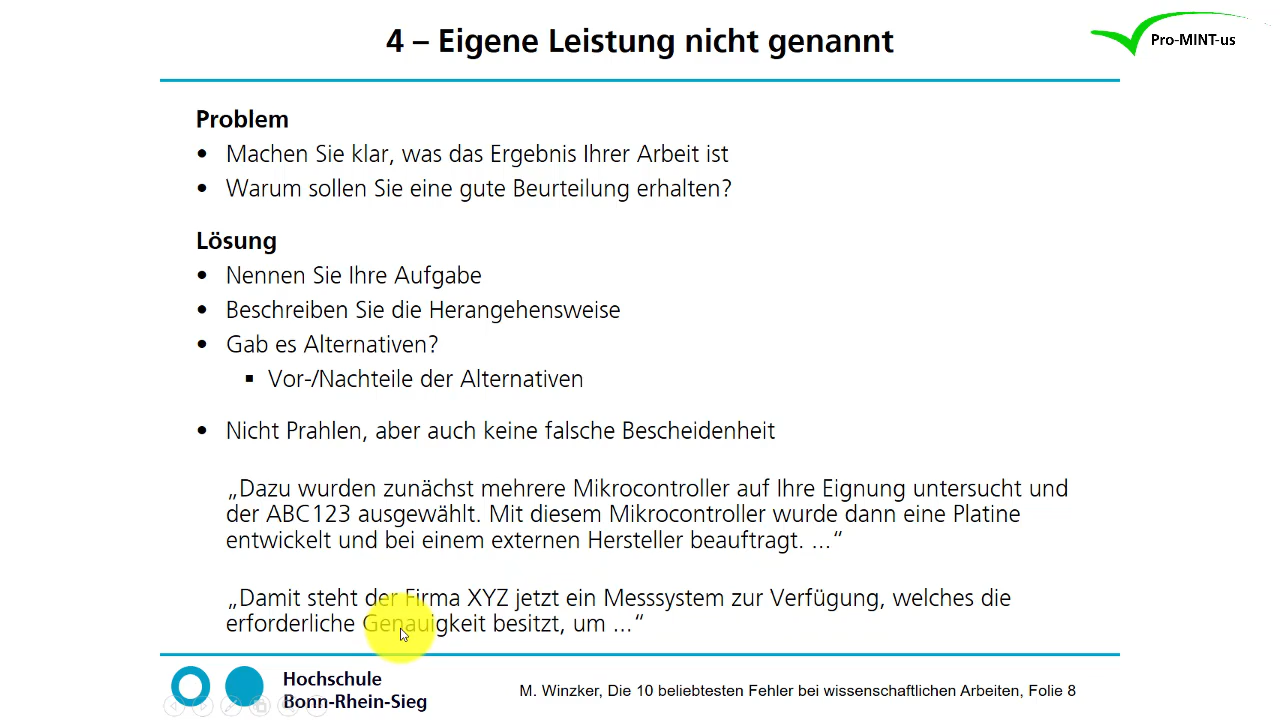 4 – Eigene Leistung nicht genannt
Pro-MINT-us
Problem
• Machen Sie klar, was das Ergebnis Ihrer Arbeit ist
• Warum sollen Sie eine gute Beurteilung erhalten?
Lösung
• Nennen Sie Ihre Aufgabe
• Beschreiben Sie die Herangehensweise
• Gab es Alternativen?
▪ Vor-/Nachteile der Alternativen
• Nicht Prahlen, aber auch keine falsche Bescheidenheit
„Dazu wurden zunächst mehrere Mikrocontroller auf Ihre Eignung untersucht und
der ABC123 ausgewählt. Mit diesem Mikrocontroller wurde dann eine Platine
entwickelt und bei einem externen Hersteller beauftragt. …“
„Damit steht der Firma XYZ jetzt ein Messsystem zur Verfügung, welches die
erforderliche Genauigkeit besitzt, um …“
Hochschule
Bonn-Rhein-Sieg
M. Winzker, Die 10 beliebtesten Fehler bei wissenschaftlichen Arbeiten, Folie 8